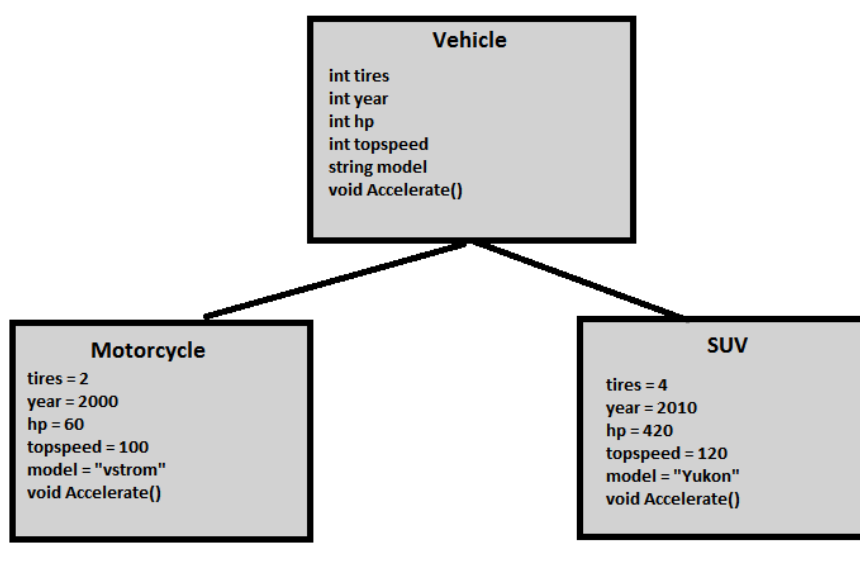 Vehicle
int tires
int year
int hp
int topspeed
string model
void Accelerate()
Motorcycle
tires = 2
year = 2000
hp = 60
topspeed = 100
model = "vstrom"
void Accelerate()
SUV
tires = 4
year = 2010
hp = 420
topspeed = 120
model = "Yukon"
void Accelerate()